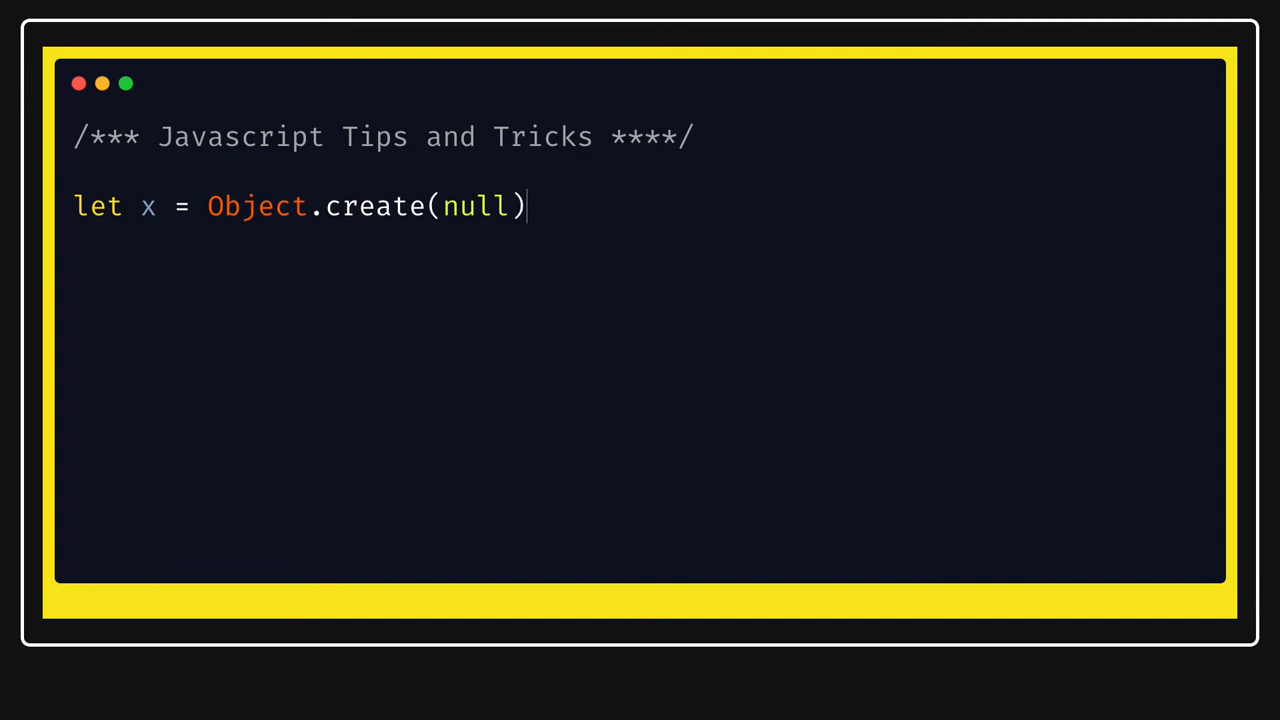 /*** Javascript Tips and Tricks ****/
let x = Object.create(null)